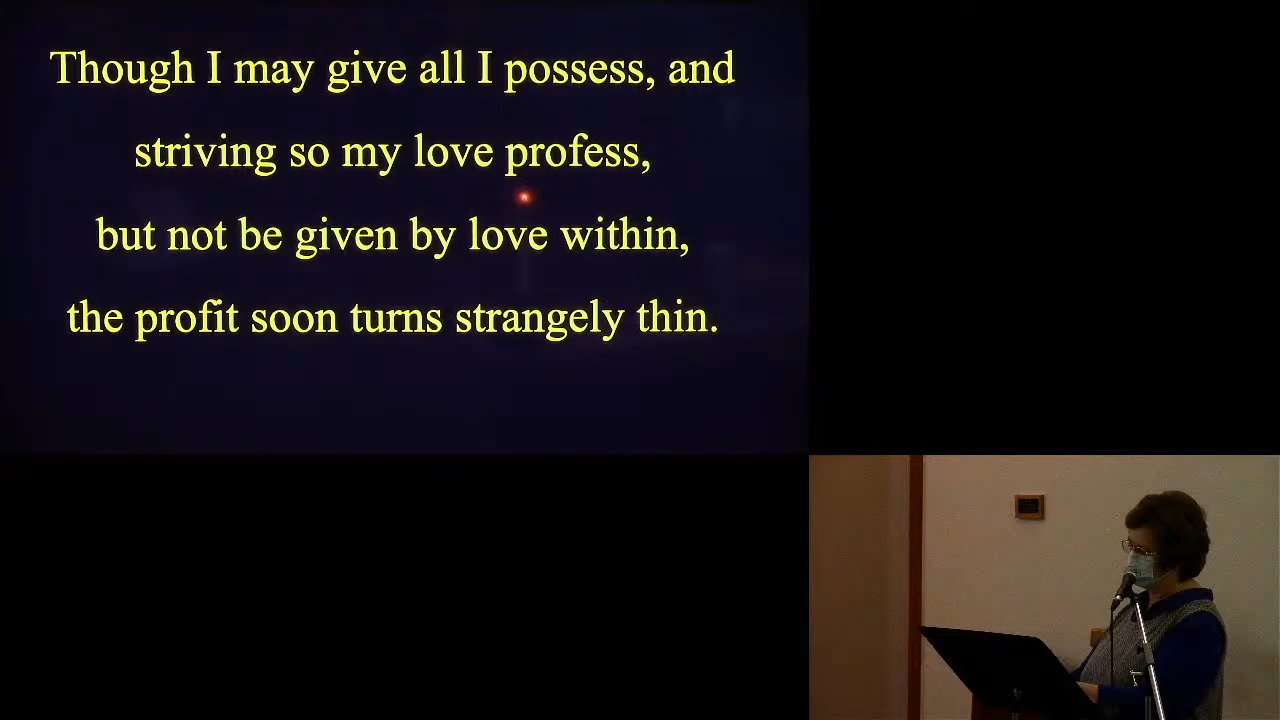 Though I may give all I possess, and
striving so my love profess,
but not be given by love within,
the profit soon turns strangely thin.